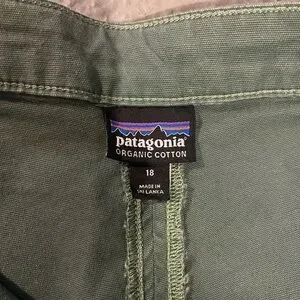 patagonia
ORGANIC COTTON
18
MADE IN
SRI LANKA